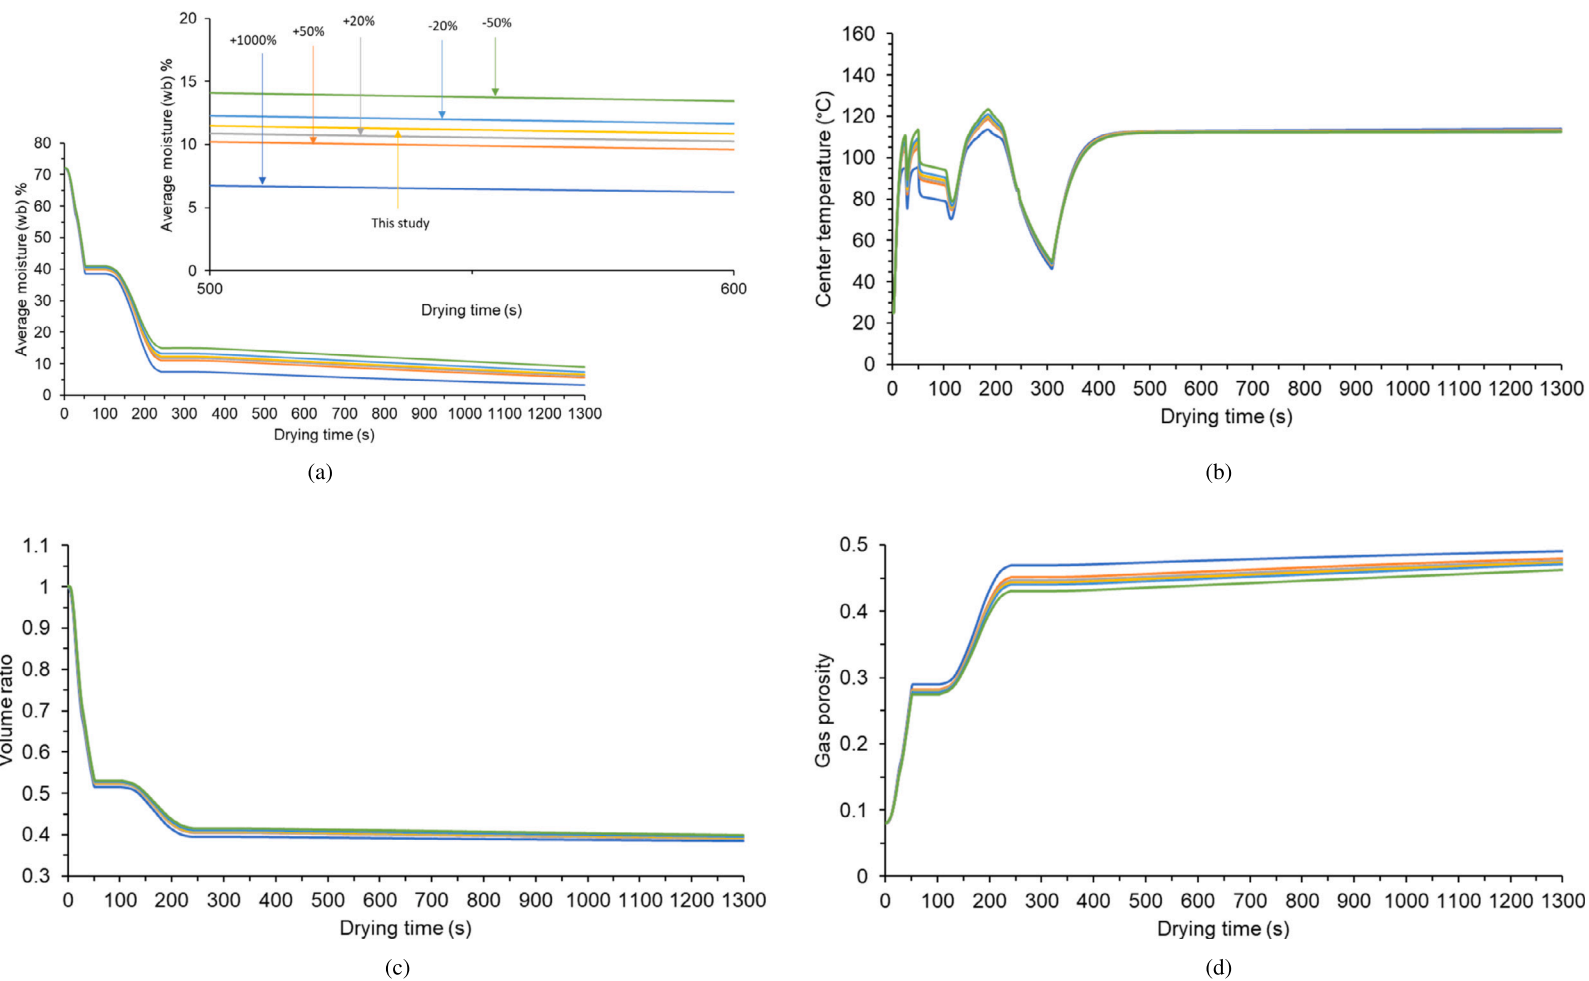 +1000%
+50%
+20%
-20%
-50%
20
15
10
5
0
Average moisture (wb) %
This study
500
600
Drying time (s)
80
70
60
50
40
30
20
10
0
Average moisture (wb) %
0 100 200 300 400 500 600 700 800 900 1000 1100 1200 1300
Drying time (s)
(a)
160
140
120
100
80
60
40
20
0
Center temperature (°C)
0 100 200 300 400 500 600 700 800 900 1000 1100 1200 1300
Drying time (s)
(b)
1.1
1
0.9
0.8
0.7
0.6
0.5
0.4
0.3
Volume ratio
0 100 200 300 400 500 600 700 800 900 1000 1100 1200 1300
Drying time (s)
(c)
0.5
0.4
0.3
0.2
0.1
0
Gas porosity
0 100 200 300 400 500 600 700 800 900 1000 1100 1200 1300
Drying time (s)
(d)